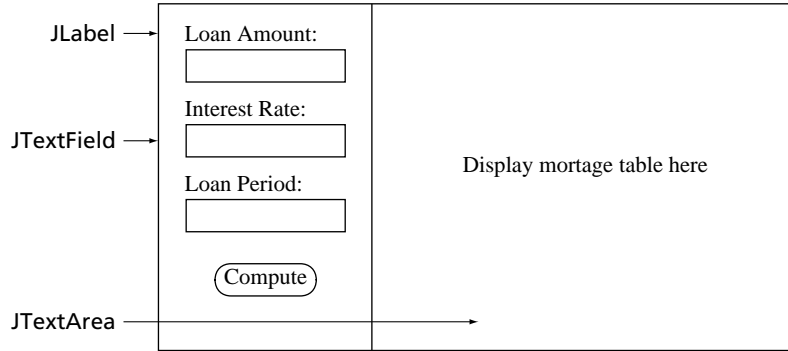 JLabel
Loan Amount:
Interest Rate:
JTextField
Loan Period:
Compute
JTextArea
Display mortage table here